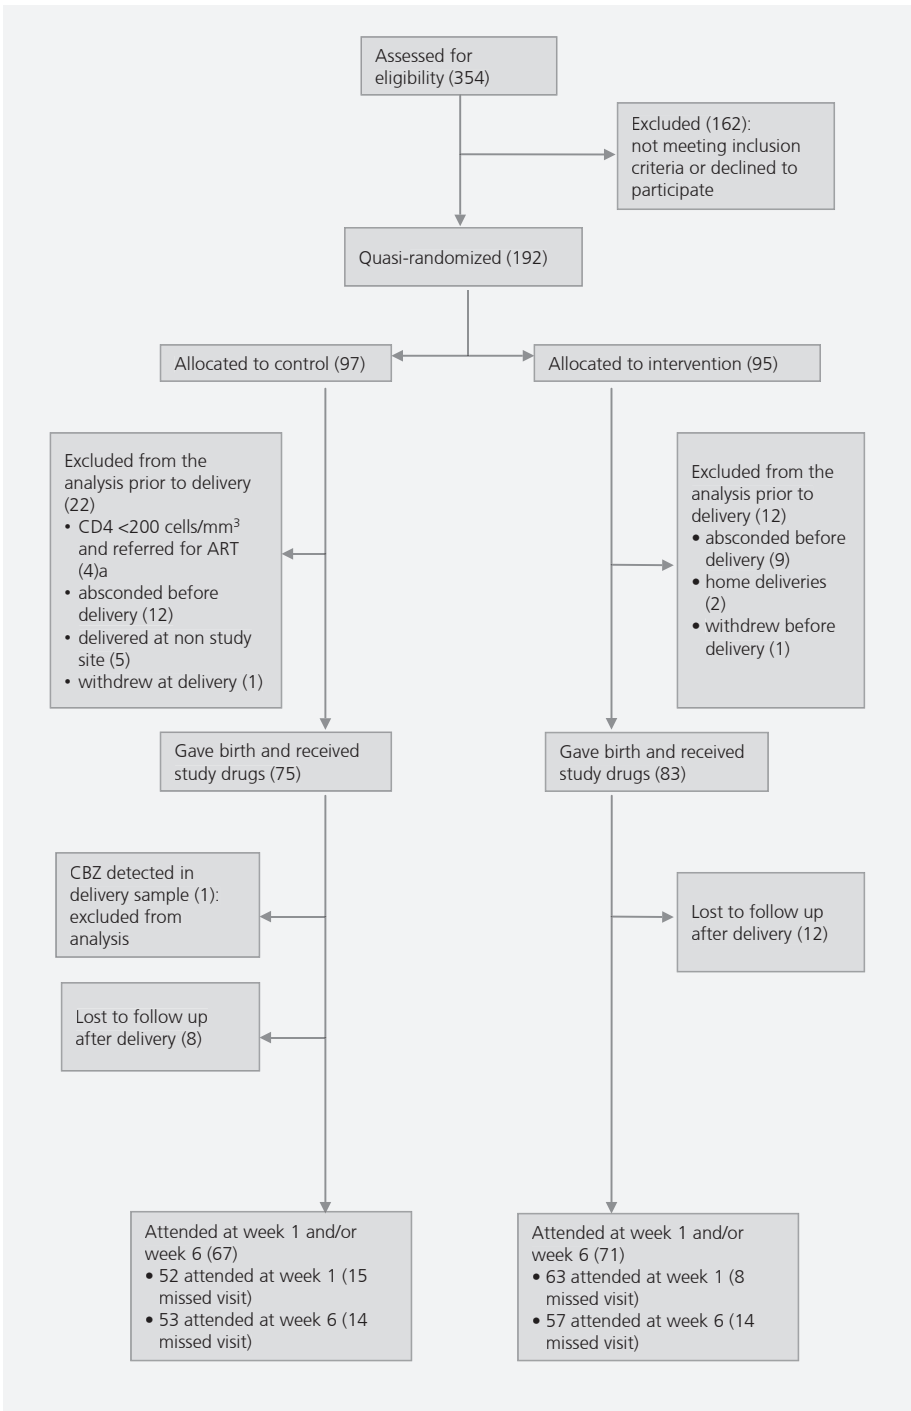 Assessed for
eligibility (354)
Excluded (162):
not meeting inclusion
criteria or declined to
participate
Quasi-randomized (192)
Allocated to control (97)
Allocated to intervention (95)
Excluded from the
analysis prior to delivery
(22)
• CD4 <200 cells/mm³
and referred for ART
(4)a
• absconded before
delivery (12)
• delivered at non study
site (5)
• withdrew at delivery (1)
Excluded from the
analysis prior to
delivery (12)
• absconded before
delivery (9)
• home deliveries
(2)
• withdrew before
delivery (1)
Gave birth and received
study drugs (75)
Gave birth and received
study drugs (83)
CBZ detected in
delivery sample (1):
excluded from
analysis
Lost to follow up
after delivery (12)
Lost to follow up
after delivery (8)
Attended at week 1 and/or
week 6 (67)
• 52 attended at week 1 (15
missed visit)
• 53 attended at week 6 (14
missed visit)
Attended at week 1 and/or
week 6 (71)
• 63 attended at week 1 (8
missed visit)
• 57 attended at week 6 (14
missed visit)